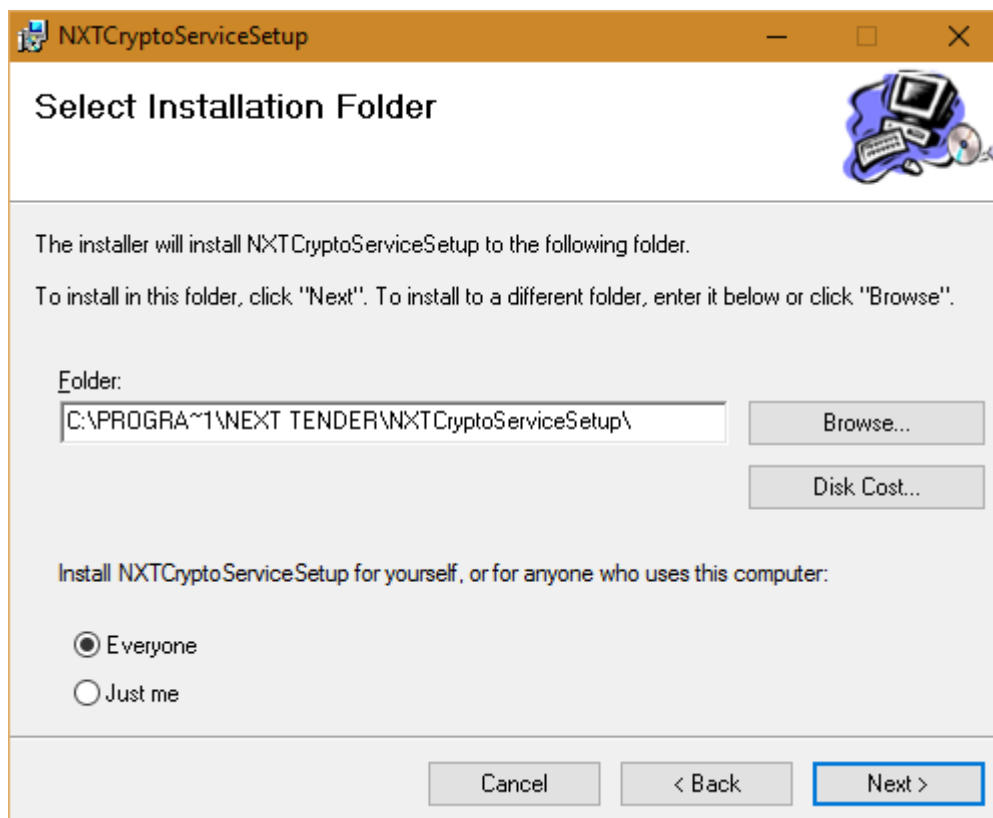 NXTCryptoServiceSetup
Select Installation Folder
The installer will install NXTCryptoServiceSetup to the following folder.
To install in this folder, click "Next". To install to a different folder, enter it below or click "Browse".
Folder:
C:\PROGRA~1\NEXT TENDER\NXTCryptoServiceSetup\
Browse...
Disk Cost...
Install NXTCryptoServiceSetup for yourself, or for anyone who uses this computer:
Everyone
Just me
Cancel
< Back
Next >